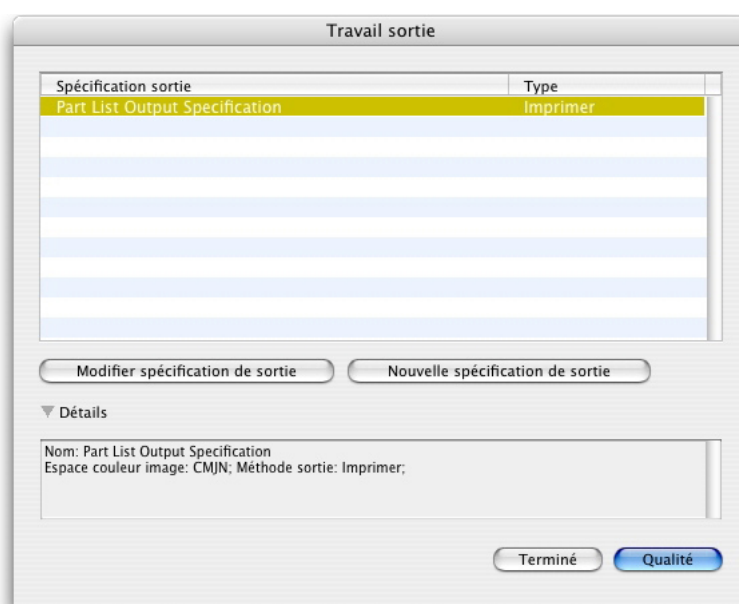 Travail sortie
Spécification sortie Type
Part List Output Specification Imprimer
Modifier spécification de sortie Nouvelle spécification de sortie
Détails
Nom: Part List Output Specification
Espace couleur image: CMJN; Méthode sortie: Imprimer;
Terminé Qualité